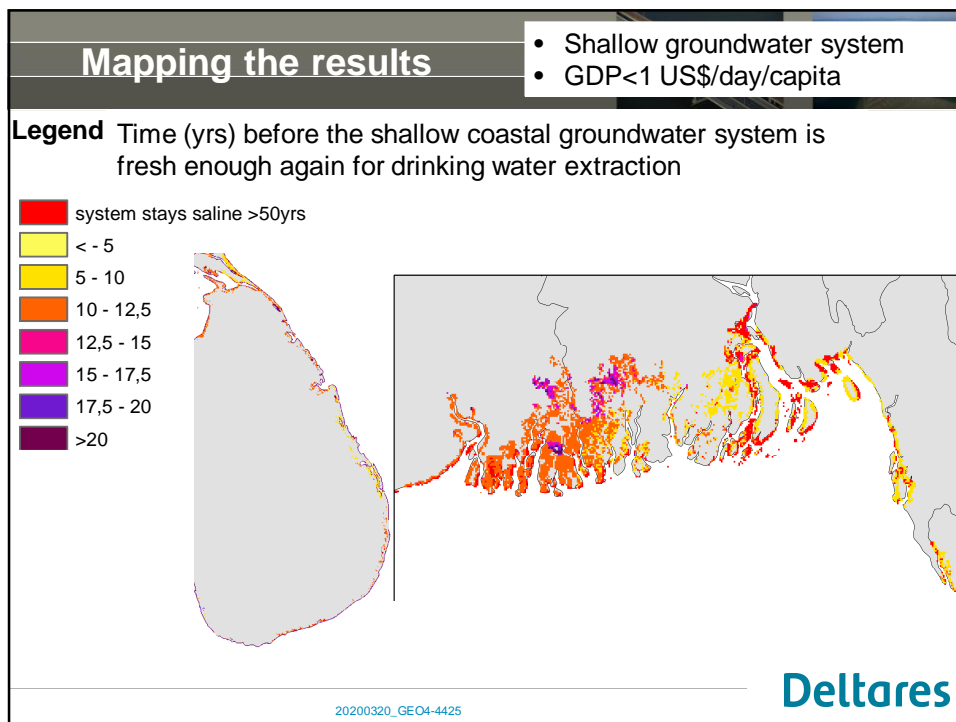 Mapping the results
• Shallow groundwater system
• GDP<1 US$/day/capita
Legend Time (yrs) before the shallow coastal groundwater system is
fresh enough again for drinking water extraction
system stays saline >50yrs
< - 5
5 - 10
10 - 12,5
12,5 - 15
15 - 17,5
17,5 - 20
>20
Deltares
20200320_GEO4-4425